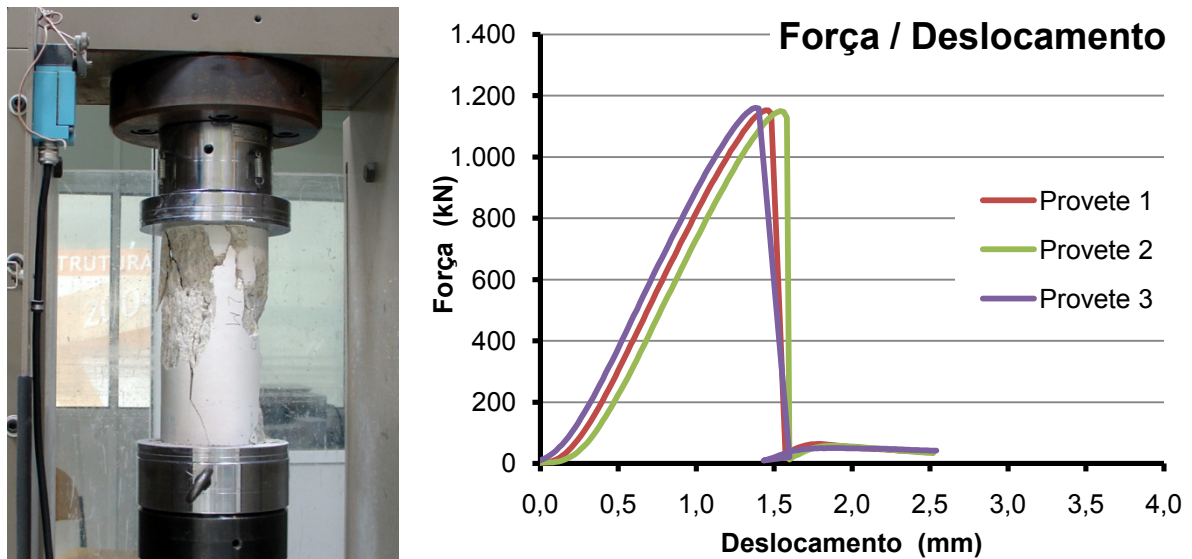 TRUTURA
200
Força / Deslocamento
Força (kN)
1.400
1.200
1.000
800
600
400
200
0
0,0 0,5 1,0 1,5 2,0 2,5 3,0 3,5 4,0
Deslocamento (mm)
Provete 1
Provete 2
Provete 3